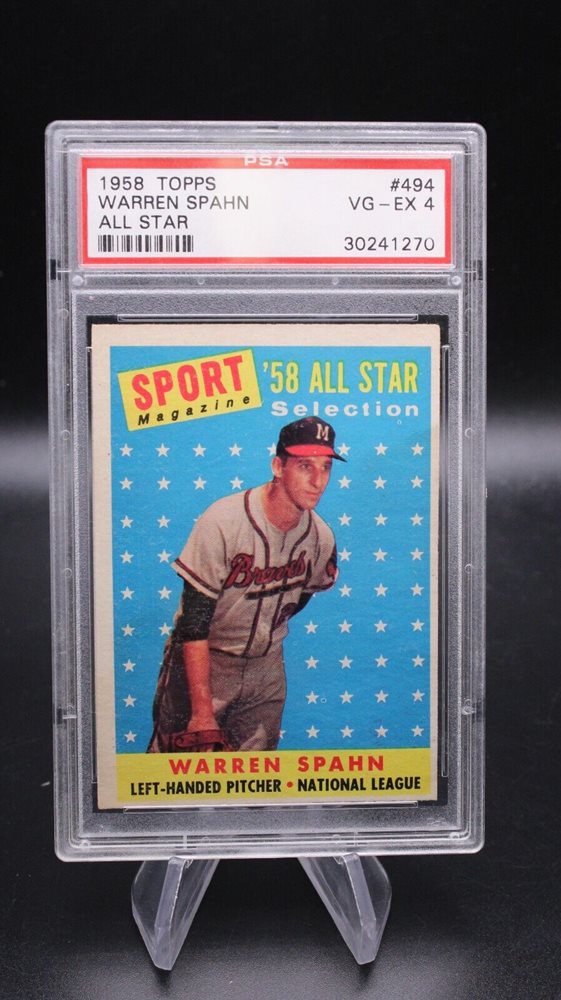 PSA
1958 TOPPS #494
WARREN SPAHN VG-EX 4
ALL STAR
30241270
SPORT
Magazine
'58 ALL STAR
Selection
M
Braves
WARREN SPAHN
LEFT-HANDED PITCHER • NATIONAL LEAGUE